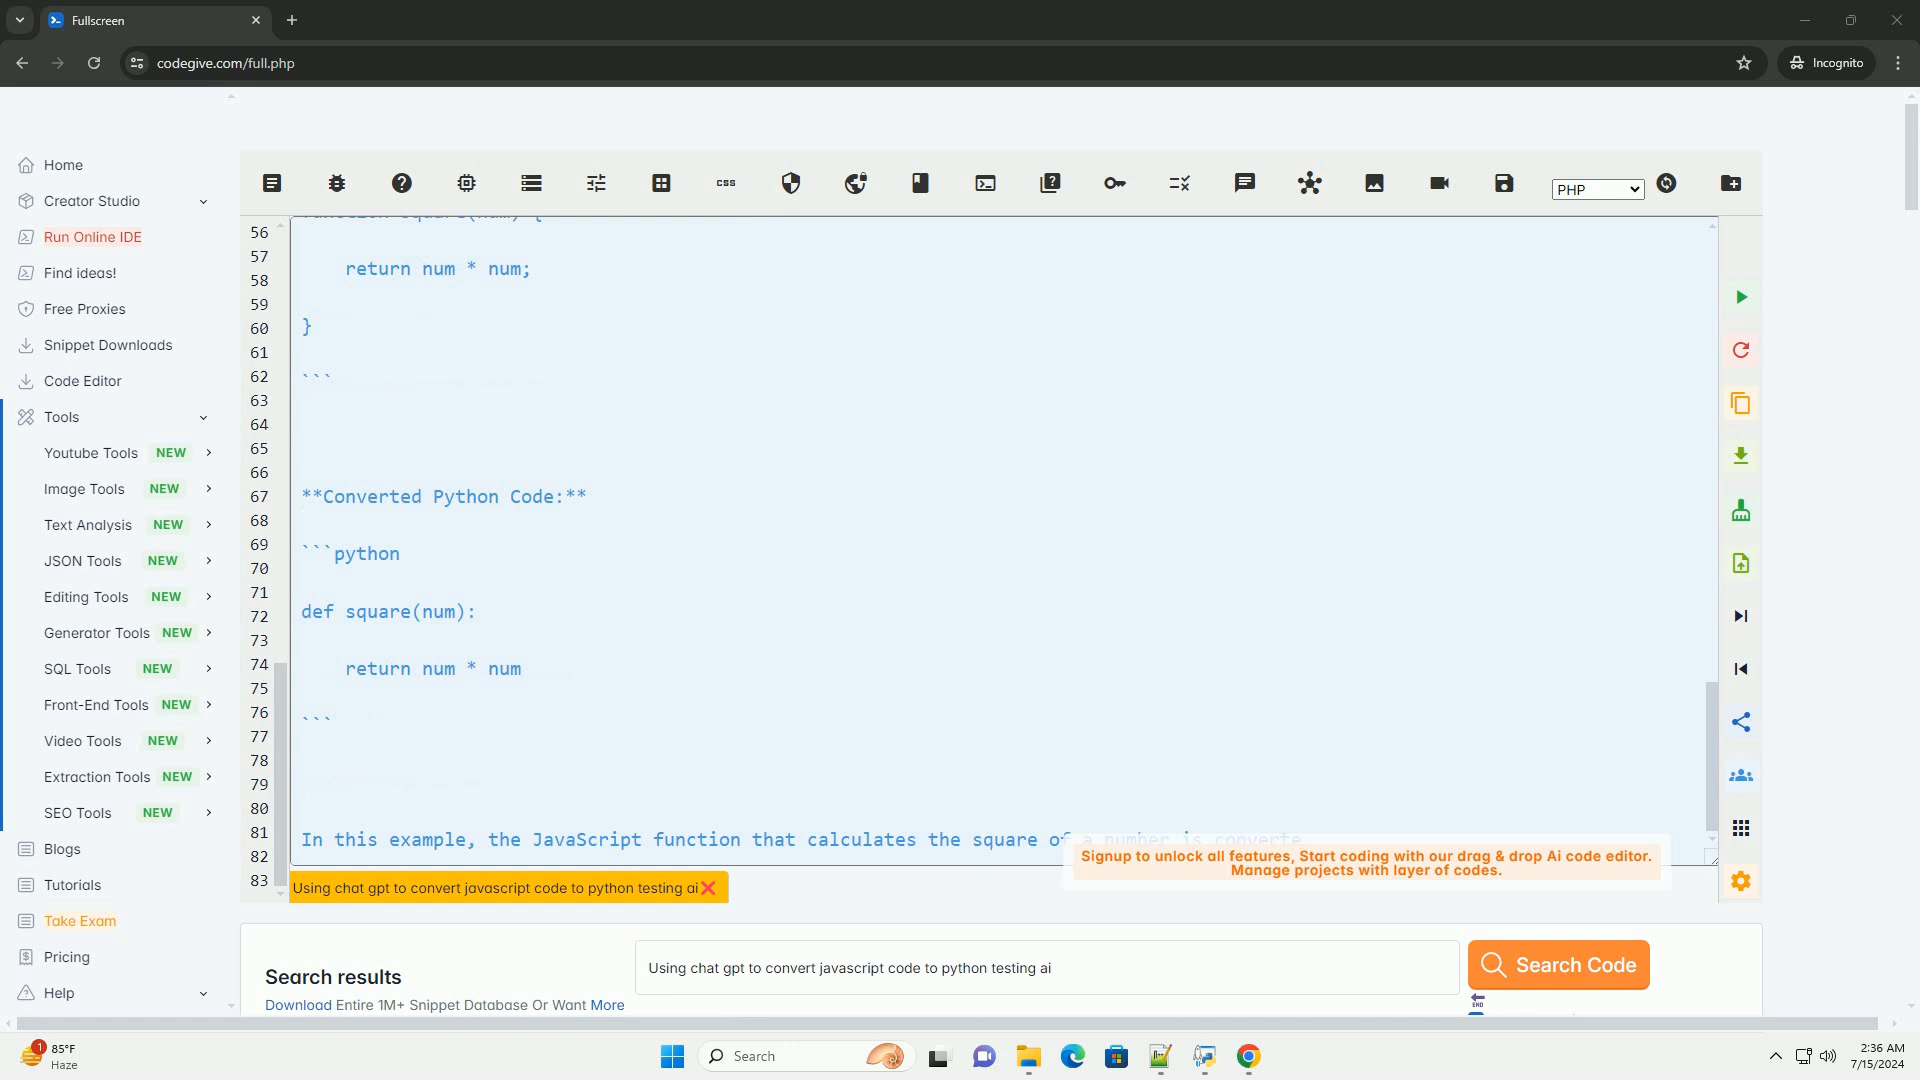 Fullscreen
codegive.com/full.php
Incognito
Home
Creator Studio
Run Online IDE
Find ideas!
Free Proxies
Snippet Downloads
Code Editor
Tools
Youtube Tools NEW
Image Tools NEW
Text Analysis NEW
JSON Tools NEW
Editing Tools NEW
Generator Tools NEW
SQL Tools NEW
Front-End Tools NEW
Video Tools NEW
Extraction Tools NEW
SEO Tools NEW
Blogs
Tutorials
Take Exam
Pricing
Help
css
PHP
56
57
58
59
60
61
62
63
64
65
66
67
68
69
70
71
72
73
74
75
76
77
78
79
80
81
82
83
function square(num) {
return num * num;
}
```
**Converted Python Code:**
```python
def square(num):
return num * num
```
In this example, the JavaScript function that calculates the square of a number is converte
Signup to unlock all features, Start coding with our drag & drop Ai code editor.
Manage projects with layer of codes.
Using chat gpt to convert javascript code to python testing ai
Search results
Download Entire 1M+ Snippet Database Or Want More
Using chat gpt to convert javascript code to python testing ai
Search Code
END
1
85°F
Haze
Search
2:36 AM
7/15/2024